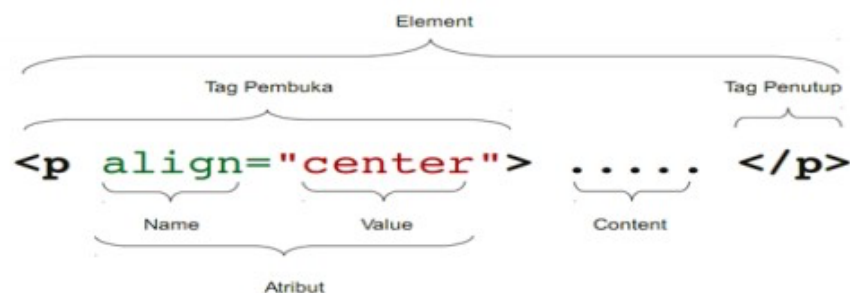 Element
Tag Pembuka Tag Penutup
<p align="center"> ..... </p>
Name Value Content
Atribut